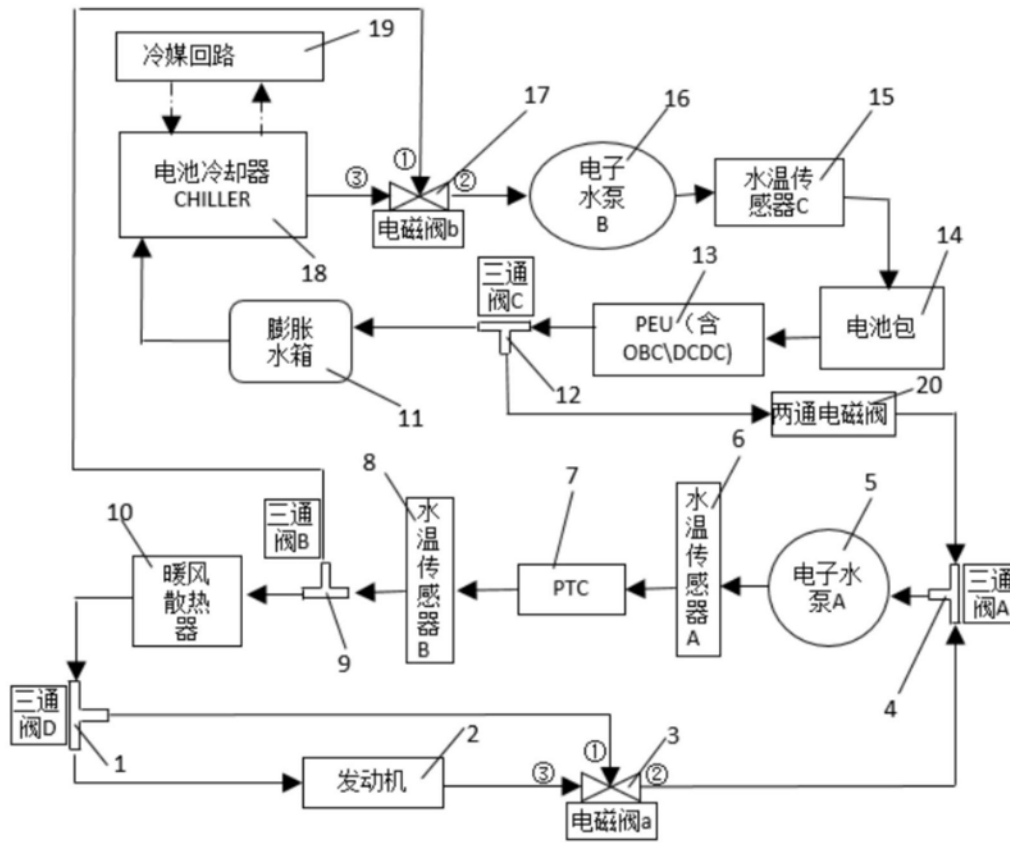 19
冷媒回路
17
16
15
①
电池冷却器
CHILLER
③
②
电子
水泵
B
水温传
感器C
电磁阀b
18
三通
阀C
13
14
膨胀
水箱
PEU（含
OBC\DCDC)
电池包
12
20
11
两通电磁阀
8
7
6
5
三通
阀B
10
水
温
传
感
器
B
水
温
传
感
器
A
暖风
散热
器
PTC
电子水
泵A
三通
阀A
9
4
三通
阀D
1
2
①
3
发动机
③
②
电磁阀a